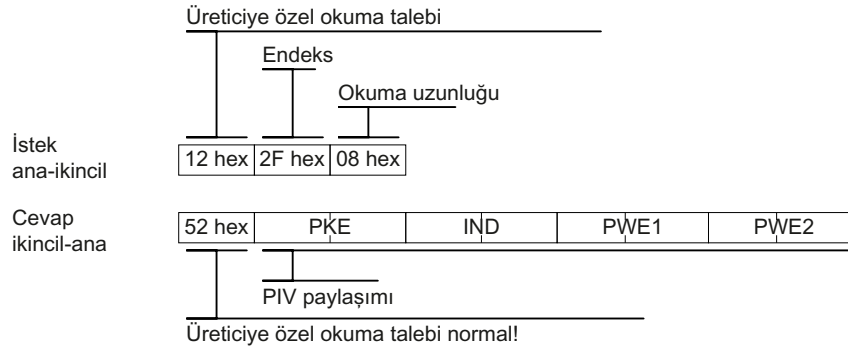 Üreticiye özel okuma talebi
Endeks
Okuma uzunluğu
İstek
ana-ikincil
12 hex 2F hex 08 hex
Cevap
ikincil-ana
52 hex PKE IND PWE1 PWE2
PIV paylaşımı
Üreticiye özel okuma talebi normal!